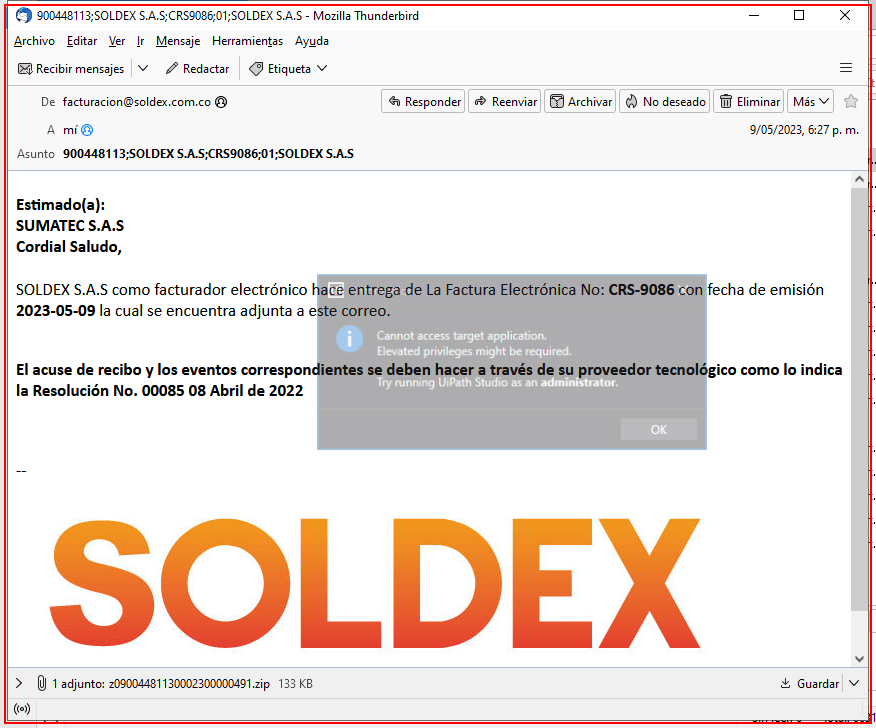 900448113;SOLDEX S.A.S;CRS9086;01;SOLDEX S.A.S - Mozilla Thunderbird
Archivo Editar Ver Ir Mensaje Herramientas Ayuda
Recibir mensajes Redactar Etiqueta
De facturacion@soldex.com.co Responder Reenviar Archivar No deseado Eliminar Más
A mí 9/05/2023, 6:27 p. m.
Asunto 900448113;SOLDEX S.A.S;CRS9086;01;SOLDEX S.A.S
Estimado(a):
SUMATEC S.A.S
Cordial Saludo,
SOLDEX S.A.S como facturador electrónico hace entrega de La Factura Electrónica No: CRS-9086 con fecha de emisión
2023-05-09 la cual se encuentra adjunta a este correo.
Cannot access target application.
Elevated privileges might be required.
El acuse de recibo y los eventos correspondientes se deben hacer a través de su proveedor tecnológico como lo indica
Try running UiPath Studio as an administrator.
la Resolución No. 00085 08 Abril de 2022
OK
--
SOLDEX
1 adjunto: z09004481130002300000491.zip 133 KB Guardar